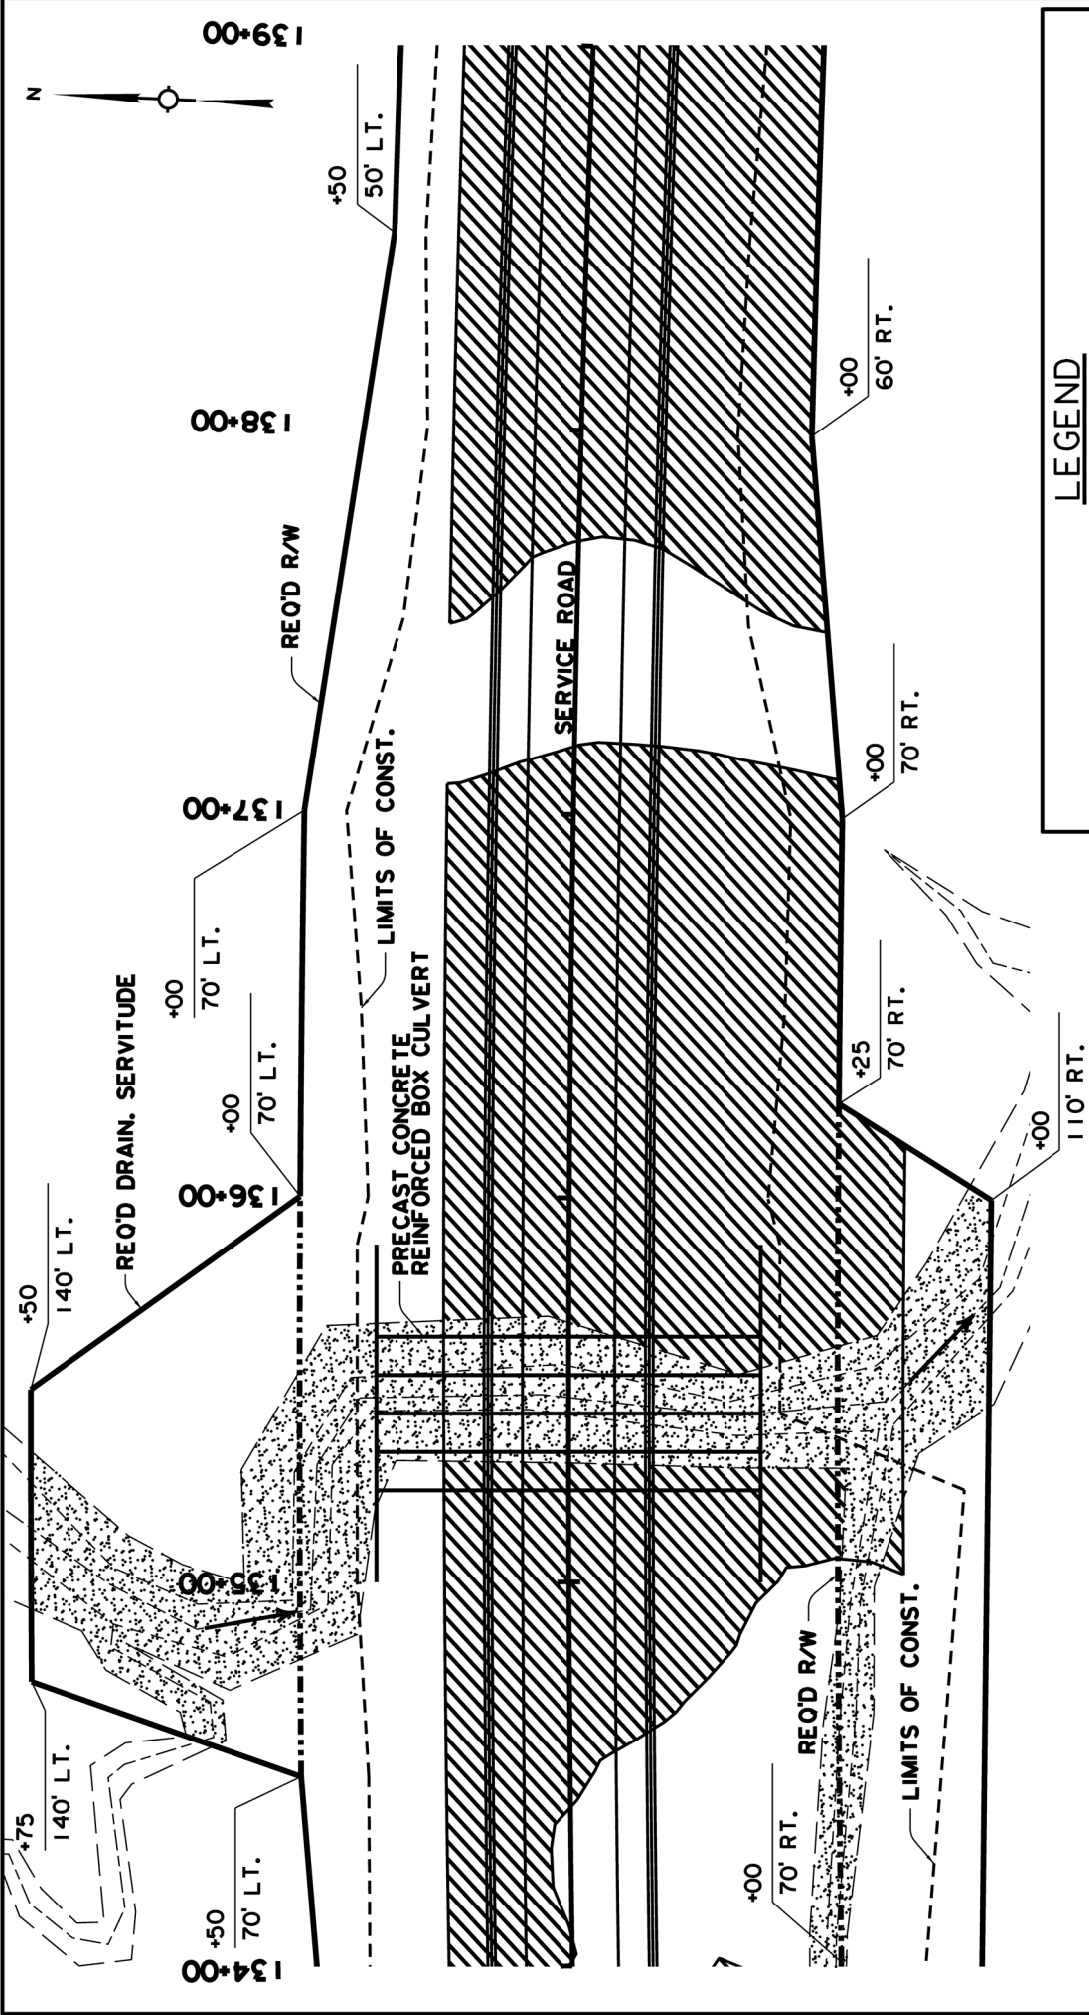 N
139+00
+50
50' LT.
138+00
REQ'D R/W
137+00
+00
70' LT.
REQ'D DRAIN. SERVITUDE
+00
70' LT.
136+00
+50
140' LT.
135+00
+75
140' LT.
+50
70' LT.
134+00
LIMITS OF CONST.
PRECAST CONCRETE
REINFORCED BOX CULVERT
SERVICE ROAD
+00
60' RT.
+00
70' RT.
+25
70' RT.
+00
110' RT.
REQ'D R/W
LIMITS OF CONST.
+00
70' RT.
LEGEND